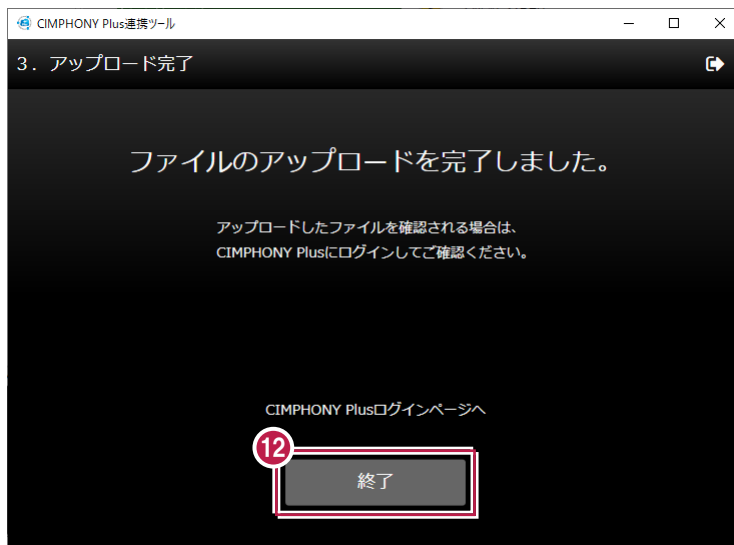 CIMPHONY Plus連携ツール
3．アップロード完了
ファイルのアップロードを完了しました。
アップロードしたファイルを確認される場合は、
CIMPHONY Plusにログインしてご確認ください。
CIMPHONY Plusログインページへ
12
終了